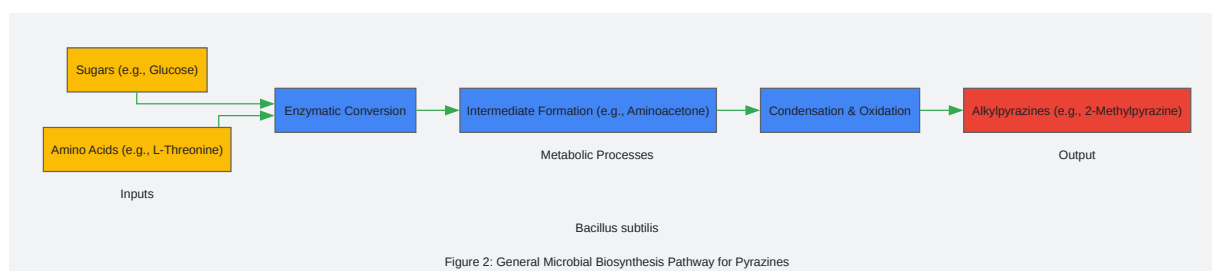 Sugars (e.g., Glucose)
Amino Acids (e.g., L-Threonine)
Inputs
Enzymatic Conversion
Intermediate Formation (e.g., Aminoacetone)
Condensation & Oxidation
Metabolic Processes
Alkylpyrazines (e.g., 2-Methylpyrazine)
Output
Bacillus subtilis
Figure 2: General Microbial Biosynthesis Pathway for Pyrazines